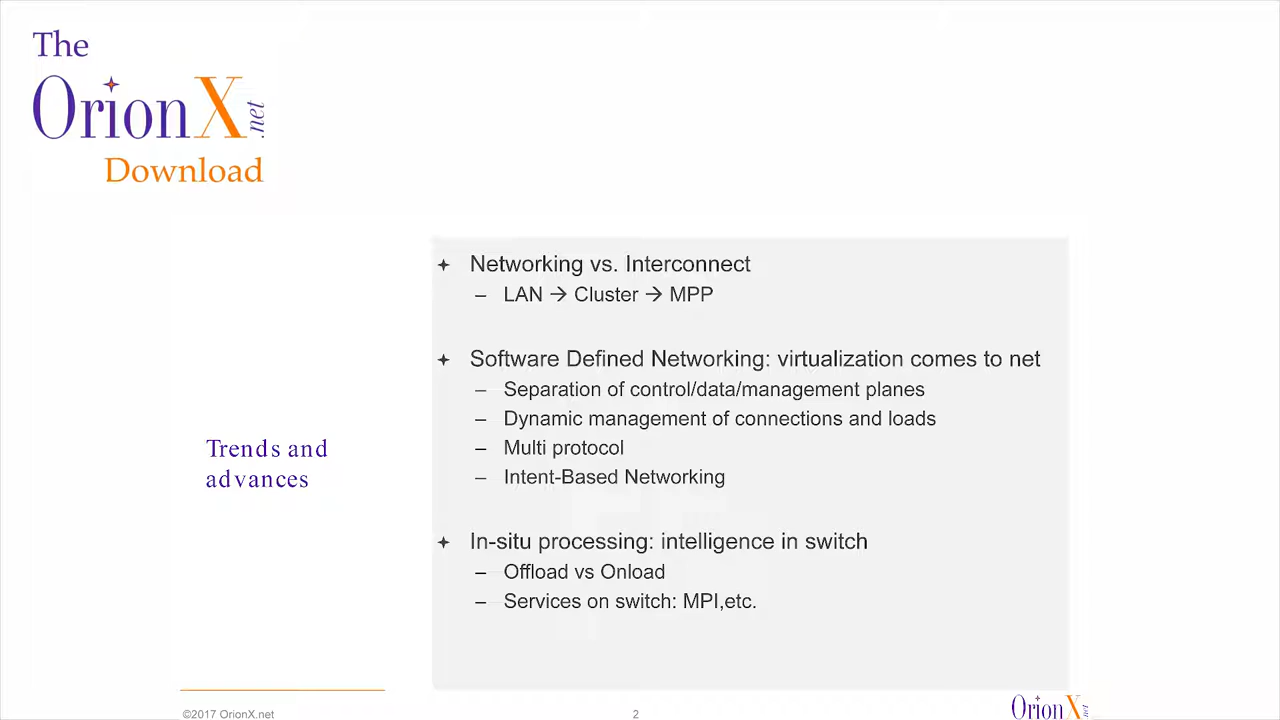 The
OrionX.net
Download
Networking vs. Interconnect
– LAN → Cluster → MPP
Software Defined Networking: virtualization comes to net
– Separation of control/data/management planes
– Dynamic management of connections and loads
– Multi protocol
– Intent-Based Networking
Trends and
advances
In-situ processing: intelligence in switch
– Offload vs Onload
– Services on switch: MPI,etc.
©2017 OrionX.net
2
OrionX.net